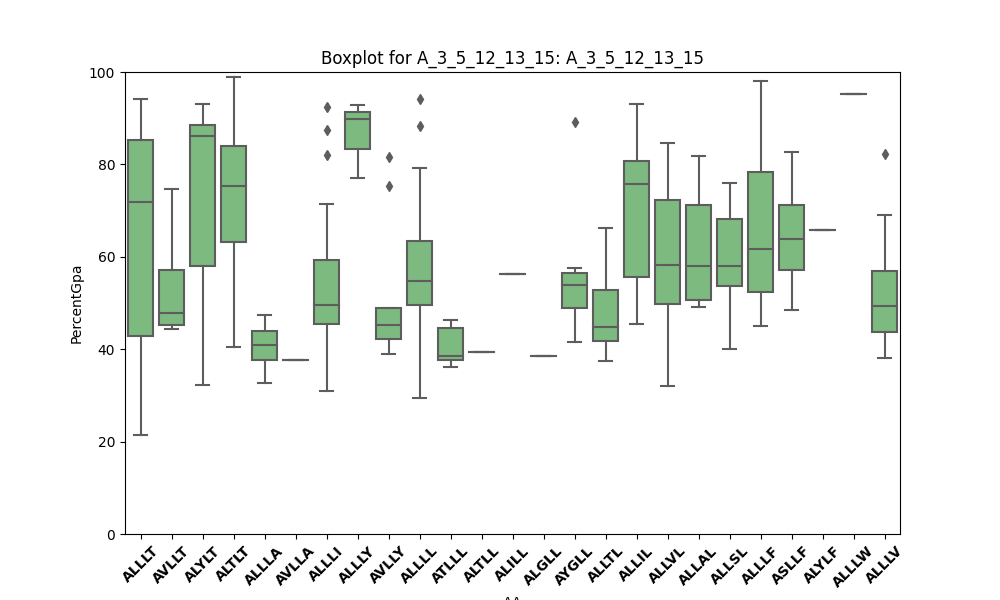 Boxplot for A_3_5_12_13_15: A_3_5_12_13_15
100
80
60
40
20
0
PercentGpa
ALLLT AVLLT ALYLT ALTLT ALLLA AVLLA ALLLI ALLLY AVLLY ALLLL ATLLL ALTLL ALILL ALGLL AYGLL ALLTL ALLIL ALLVL ALLAL ALLSL ALLLF ASLLF ALYLF ALLLW ALLLV
AA